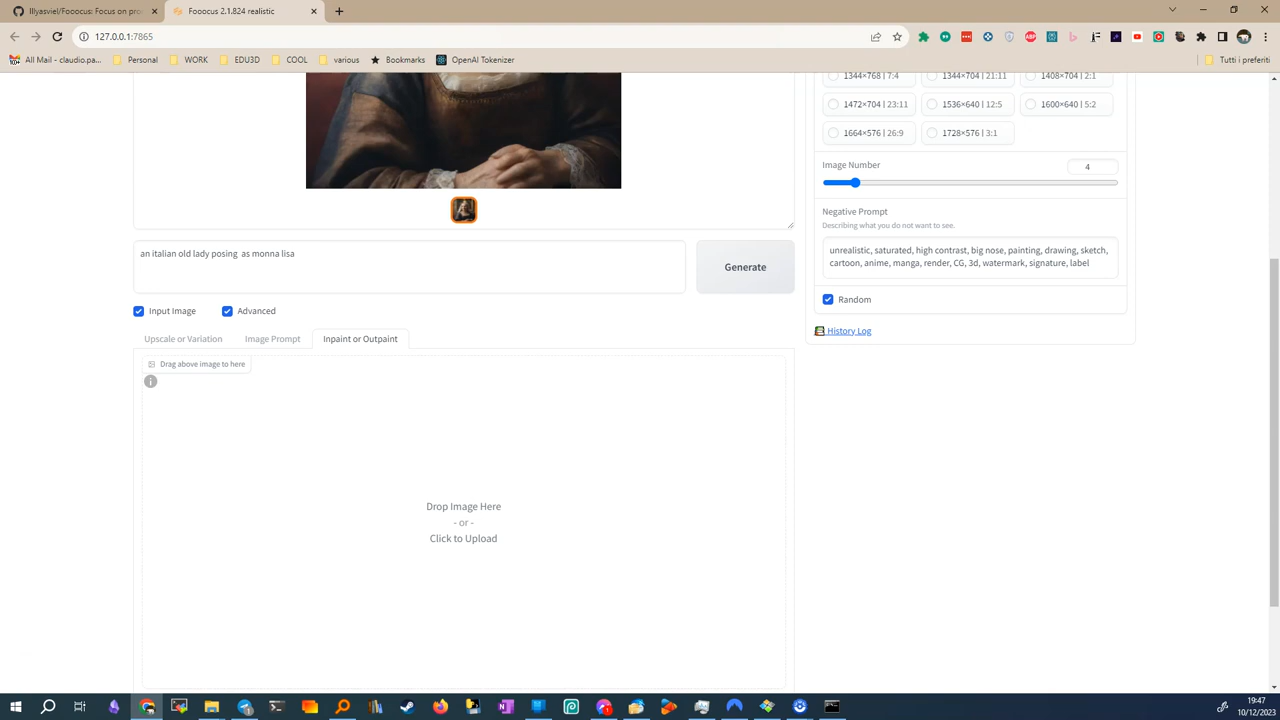 Illyasviel/Fooocus: Focus on pro
Fooocus 2.1.824 realistic
127.0.0.1:7865
All Mail - claudio.pa...
Personal
WORK
EDU3D
COOL
various
Bookmarks
OpenAI Tokenizer
Tutti i preferiti
1344×768 | 7:4
1344×704 | 21:11
1408×704 | 2:1
1472×704 | 23:11
1536×640 | 12:5
1600×640 | 5:2
1664×576 | 26:9
1728×576 | 3:1
Image Number
4
Negative Prompt
Describing what you do not want to see.
unrealistic, saturated, high contrast, big nose, painting, drawing, sketch,
cartoon, anime, manga, render, CG, 3d, watermark, signature, label
Random
History Log
an italian old lady posing  as monna lisa
Generate
Input Image
Advanced
Upscale or Variation
Image Prompt
Inpaint or Outpaint
Drag above image to here
Drop Image Here
- or -
Click to Upload
19:47
10/12/2023